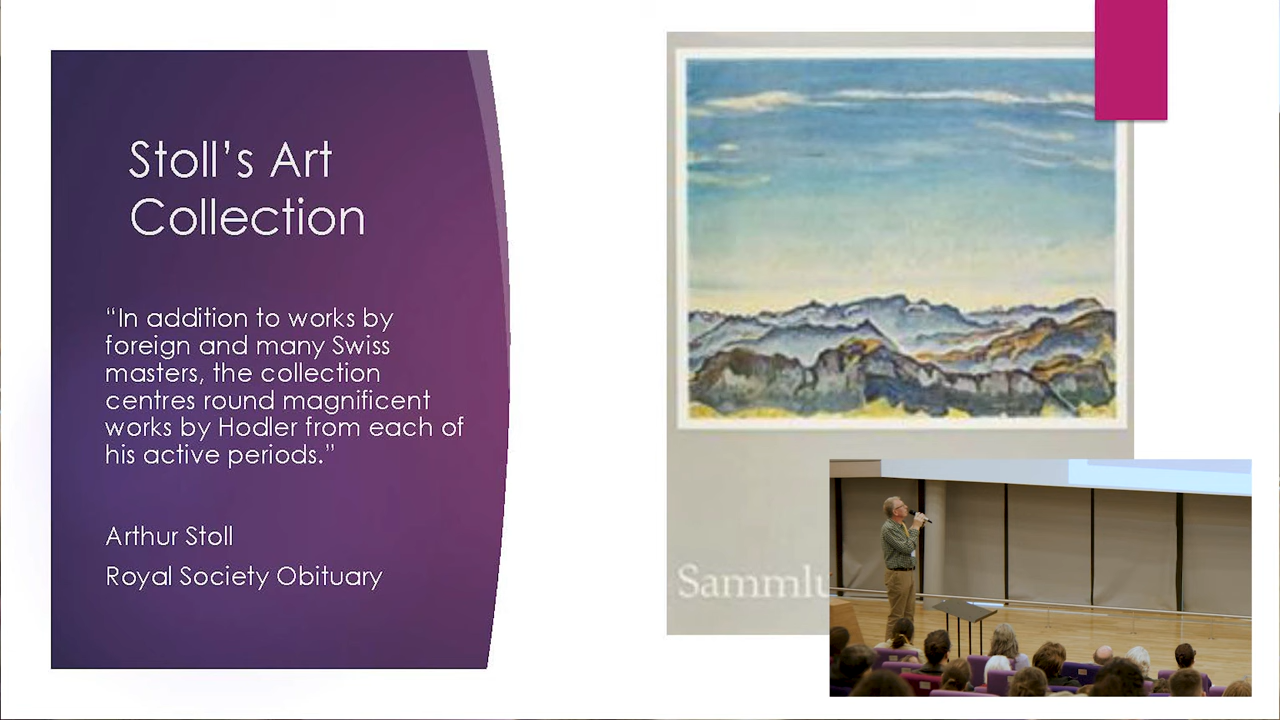 Stoll’s Art
Collection
“In addition to works by
foreign and many Swiss
masters, the collection
centres round magnificent
works by Hodler from each of
his active periods.”
Arthur Stoll
Royal Society Obituary
Sammlu